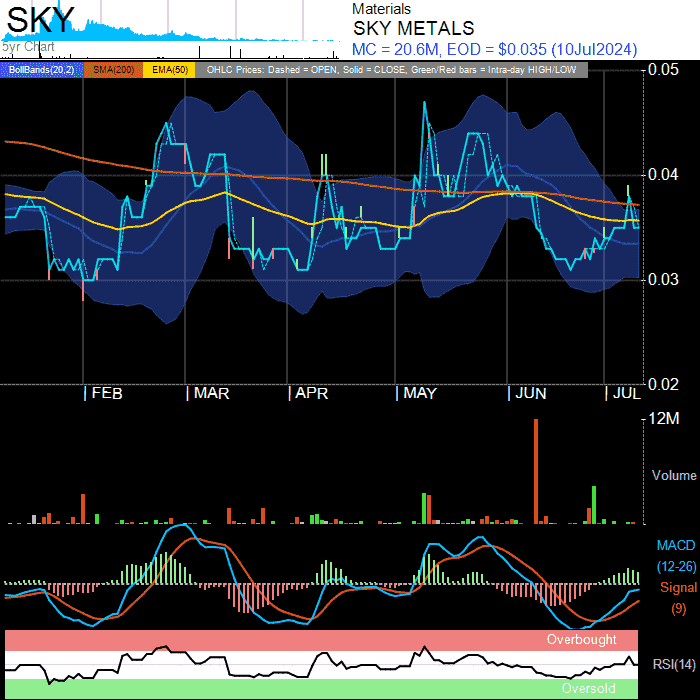 SKY
5yr Chart
Materials
SKY METALS
MC = 20.6M, EOD = $0.035 (10Jul2024)
BollBands(20,2) SMA(200) EMA(50) OHLC Prices: Dashed = OPEN, Solid = CLOSE, Green/Red bars = Intra-day HIGH/LOW
0.05
0.04
0.03
0.02
FEB MAR APR MAY JUN JUL
12M
Volume
MACD
(12-26)
Signal
(9)
Overbought
RSI(14)
Oversold